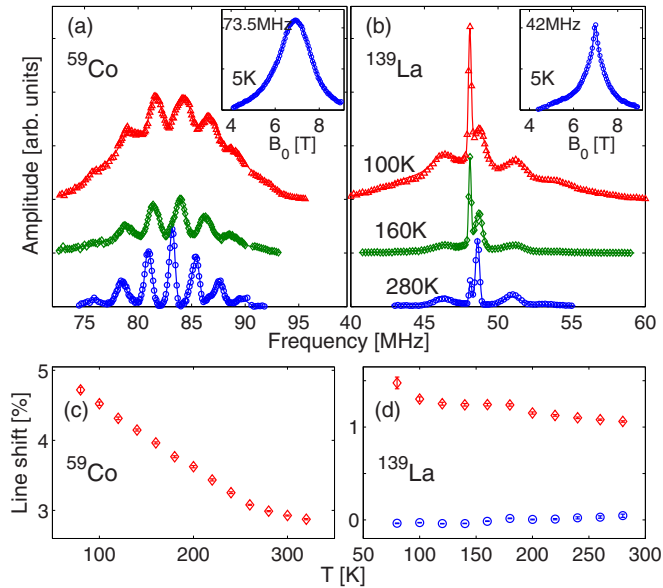 (a)
73.5MHz
5K
4 6 8
B0 [T]
59Co
(b)
42MHz
5K
4 6 8
B0 [T]
139La
100K
160K
280K
Amplitude [arb. units]
75 80 85 90 95
40 45 50 55 60
Frequency [MHz]
(c)
59Co
5
4
3
Line shift [%]
100 200 300
(d)
139La
1
0
50 100 150 200 250 300
T [K]